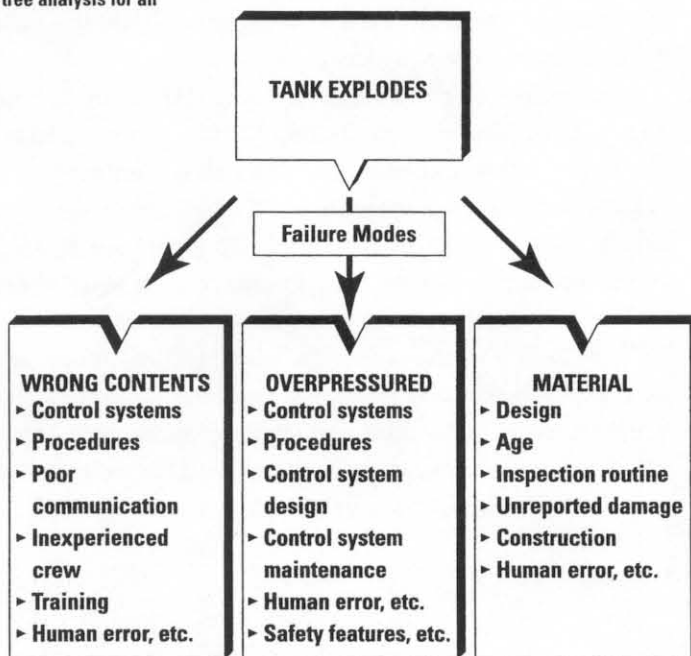 tree analysis for an
TANK EXPLODES
Failure Modes
WRONG CONTENTS
▸ Control systems
▸ Procedures
▸ Poor
communication
▸ Inexperienced
crew
▸ Training
▸ Human error, etc.
OVERPRESSURED
▸ Control systems
▸ Procedures
▸ Control system
design
▸ Control system
maintenance
▸ Human error, etc.
▸ Safety features, etc.
MATERIAL
▸ Design
▸ Age
▸ Inspection routine
▸ Unreported damage
▸ Construction
▸ Human error, etc.